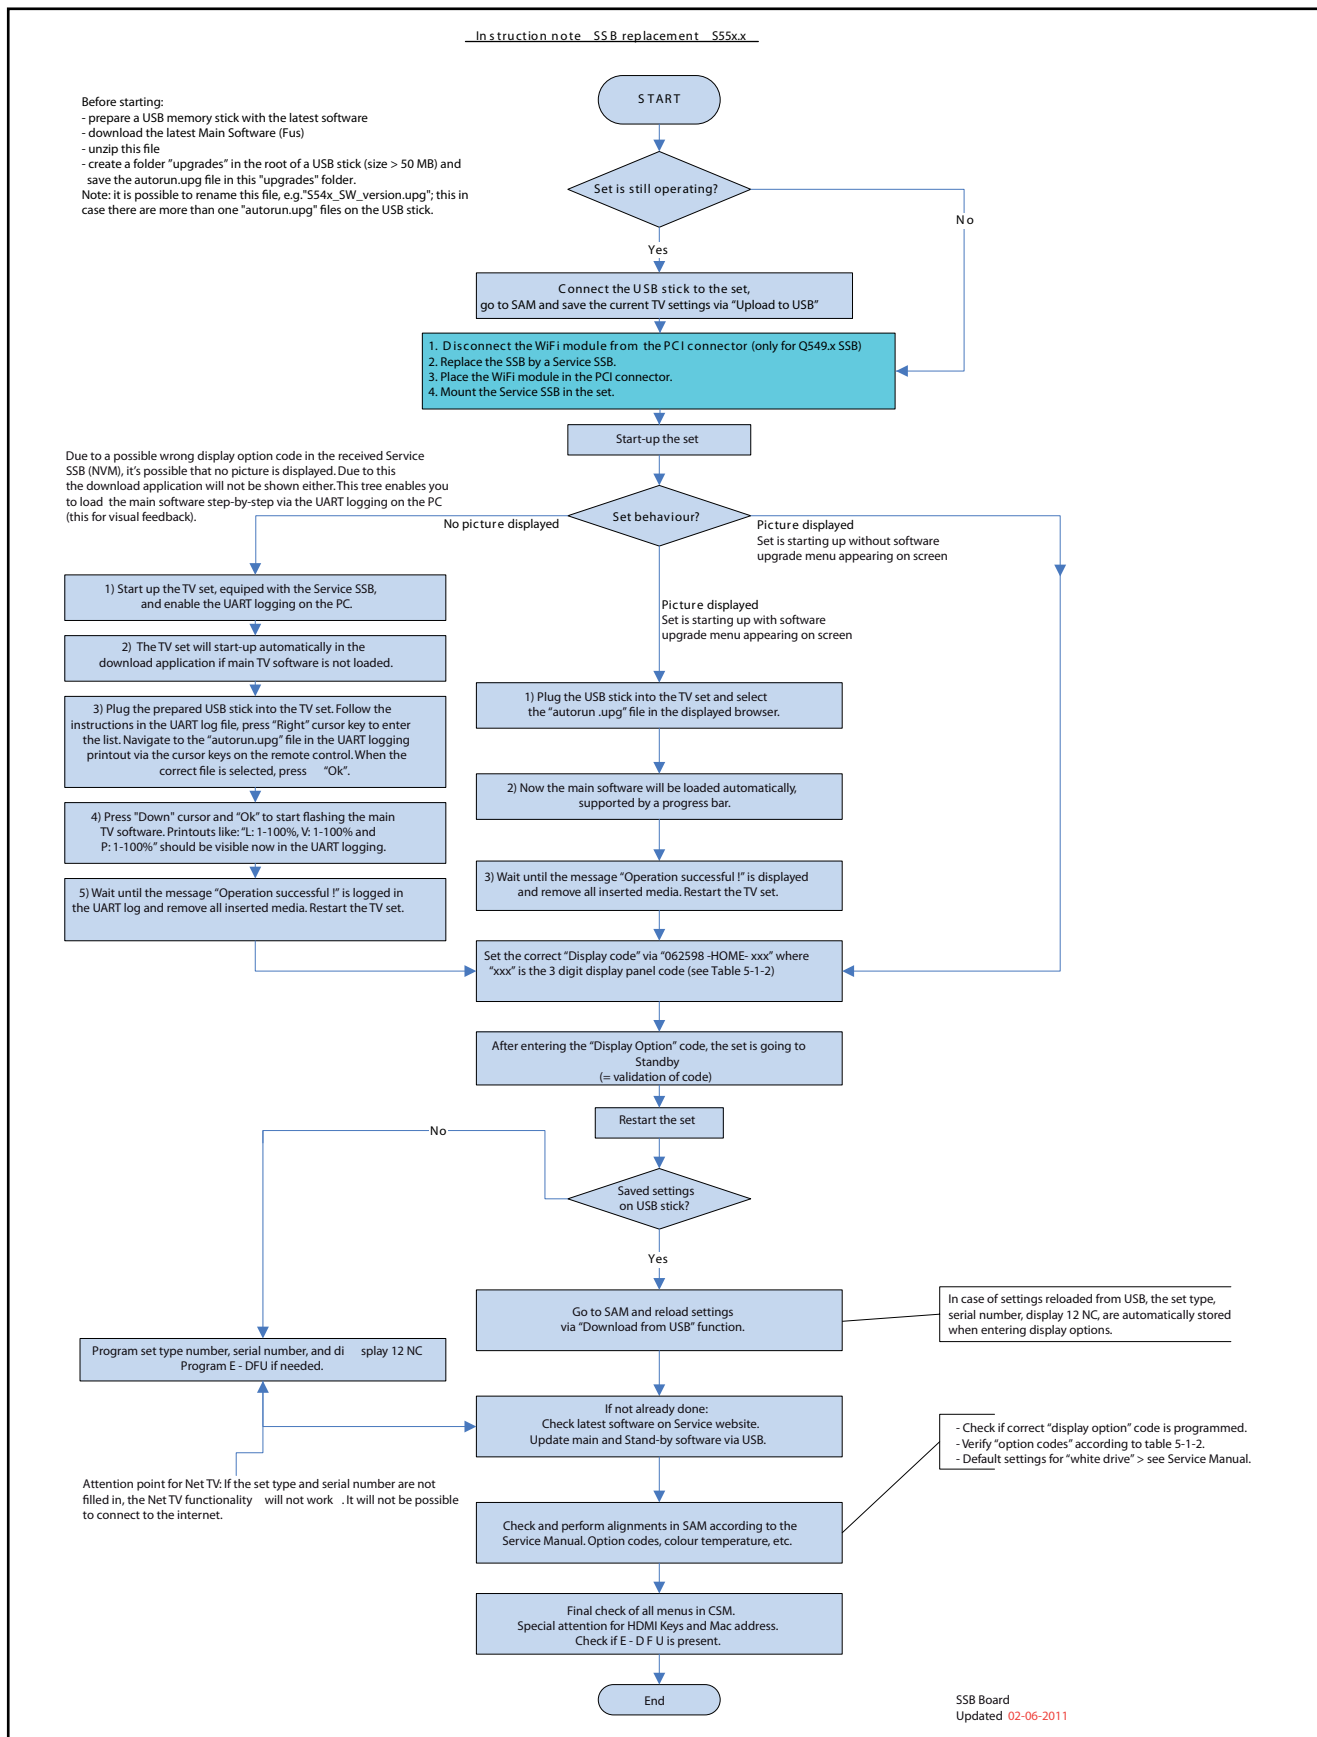 Instruction note SSB replacement S55x.x
START
Before starting:
- prepare a USB memory stick with the latest software
- download the latest Main Software (Fus)
- unzip this file
- create a folder ”upgrades” in the root of a USB stick (size > 50 MB) and
save the autorun.upg file in this "upgrades" folder.
Note: it is possible to rename this file, e.g."S54x_SW_version.upg"; this in
case there are more than one "autorun.upg" files on the USB stick.
Set is still operating?
No
Yes
Connect the USB stick to the set,
go to SAM and save the current TV settings via “Upload to USB”
1. Disconnect the WiFi module from the PCI connector (only for Q549.x SSB)
2. Replace the SSB by a Service SSB.
3. Place the WiFi module in the PCI connector.
4. Mount the Service SSB in the set.
Start-up the set
Due to a possible wrong display option code in the received Service
SSB (NVM), it’s possible that no picture is displayed. Due to this
the download application will not be shown either. This tree enables you
to load the main software step-by-step via the UART logging on the PC
(this for visual feedback).
Set behaviour?
No picture displayed
Picture displayed
Set is starting up without software
upgrade menu appearing on screen
Picture displayed
Set is starting up with software
upgrade menu appearing on screen
1) Start up the TV set, equiped with the Service SSB,
and enable the UART logging on the PC.
2) The TV set will start-up automatically in the
download application if main TV software is not loaded.
3) Plug the prepared USB stick into the TV set. Follow the
instructions in the UART log file, press “Right” cursor key to enter
the list. Navigate to the “autorun.upg” file in the UART logging
printout via the cursor keys on the remote control. When the
correct file is selected, press “Ok”.
4) Press "Down" cursor and “Ok” to start flashing the main
TV software. Printouts like: “L: 1-100%, V: 1-100% and
P: 1-100%” should be visible now in the UART logging.
5) Wait until the message “Operation successful !” is logged in
the UART log and remove all inserted media. Restart the TV set.
1) Plug the USB stick into the TV set and select
the “autorun .upg” file in the displayed browser.
2) Now the main software will be loaded automatically,
supported by a progress bar.
3) Wait until the message “Operation successful !” is displayed
and remove all inserted media. Restart the TV set.
Set the correct “Display code” via “062598 -HOME- xxx” where
“xxx” is the 3 digit display panel code (see Table 5-1-2)
After entering the “Display Option” code, the set is going to
Standby
(= validation of code)
Restart the set
No
Saved settings
on USB stick?
Yes
Go to SAM and reload settings
via “Download from USB” function.
In case of settings reloaded from USB, the set type,
serial number, display 12 NC, are automatically stored
when entering display options.
Program set type number, serial number, and di splay 12 NC
Program E - DFU if needed.
If not already done:
Check latest software on Service website.
Update main and Stand-by software via USB.
- Check if correct “display option” code is programmed.
- Verify “option codes” according to table 5-1-2.
- Default settings for “white drive” > see Service Manual.
Attention point for Net TV: If the set type and serial number are not
filled in, the Net TV functionality will not work . It will not be possible
to connect to the internet.
Check and perform alignments in SAM according to the
Service Manual. Option codes, colour temperature, etc.
Final check of all menus in CSM.
Special attention for HDMI Keys and Mac address.
Check if E - D F U is present.
End
SSB Board
Updated 02-06-2011